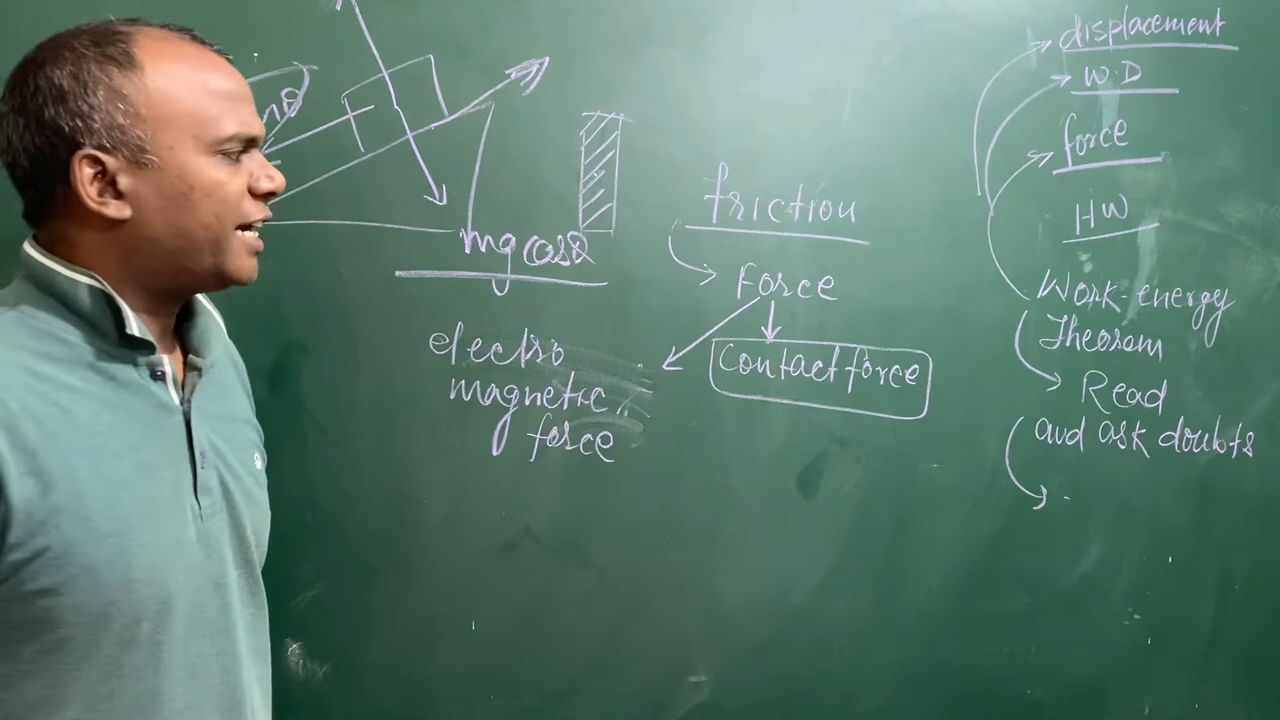 mg cosθ
electro
magnetic
force
friction
Force
Contact force
displacement
W.D
force
HW
Work-energy
Theorem
Read
and ask doubts